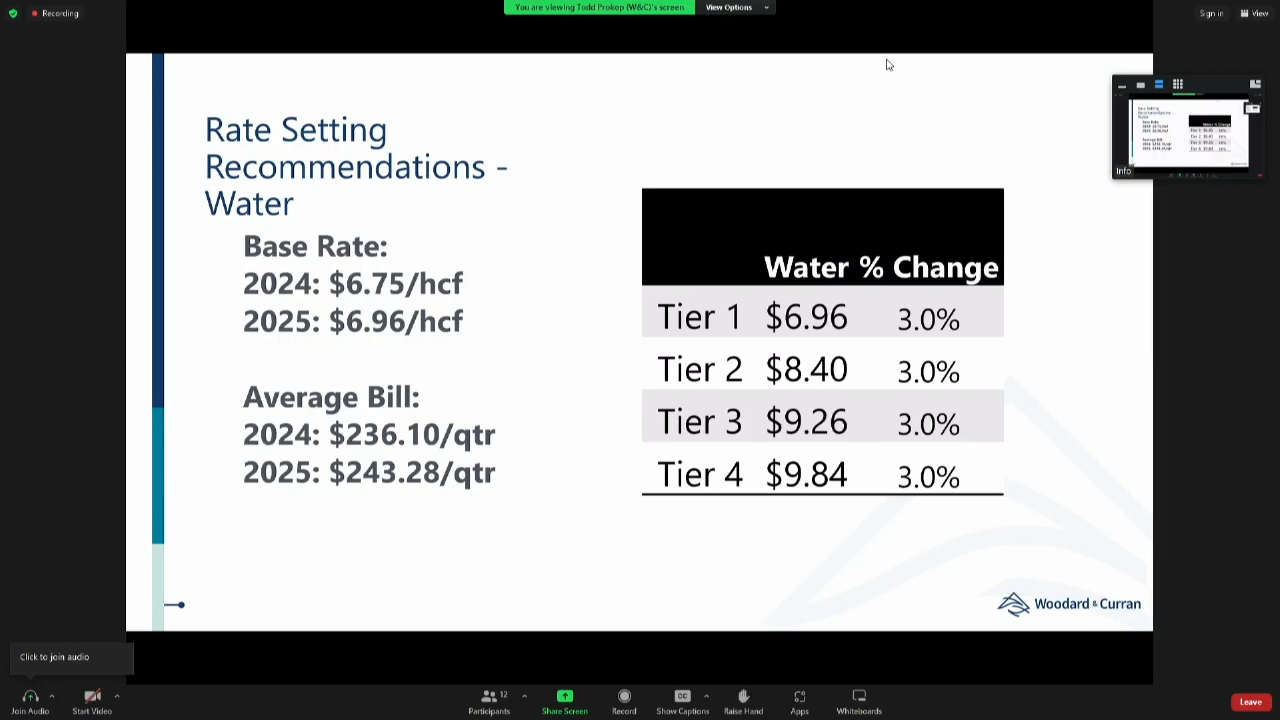 Recording
You are viewing Todd Prokop (W&C)'s screen
View Options
Sign in
View
Rate Setting
Recommendations -
Water
Base Rate:
2024: $6.75/hcf
2025: $6.96/hcf
Average Bill:
2024: $236.10/qtr
2025: $243.28/qtr
Water % Change
Tier 1 $6.96 3.0%
Tier 2 $8.40 3.0%
Tier 3 $9.26 3.0%
Tier 4 $9.84 3.0%
Info
Woodard & Curran
Click to join audio
Join Audio
Start Video
Participants
12
Share Screen
Record
CC
Show Captions
Raise Hand
Apps
Whiteboards
Leave